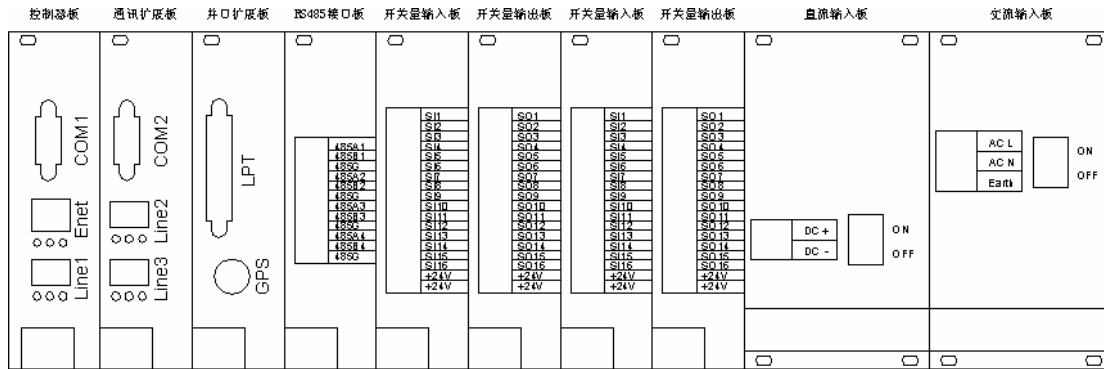 控制器板 通讯扩展板 并口扩展板 RS485接口板 开关量输入板 开关量输出板 开关量输入板 开关量输出板 直流输入板 交流输入板
COM1
Enet
Line1
COM2
Line2
Line3
LPT
GPS
485A1
485B1
485G
485A2
485B2
485G
485A3
485B3
485G
485A4
485B4
485G
SI1
SI2
SI3
SI4
SI5
SI6
SI7
SI8
SI9
SI10
SI11
SI12
SI13
SI14
SI15
SI16
+24V
+24V
SO1
SO2
SO3
SO4
SO5
SO6
SO7
SO8
SO9
SO10
SO11
SO12
SO13
SO14
SO15
SO16
+24V
+24V
SI1
SI2
SI3
SI4
SI5
SI6
SI7
SI8
SI9
SI10
SI11
SI12
SI13
SI14
SI15
SI16
+24V
+24V
SO1
SO2
SO3
SO4
SO5
SO6
SO7
SO8
SO9
SO10
SO11
SO12
SO13
SO14
SO15
SO16
+24V
+24V
DC +
DC -
ON
OFF
AC L
AC N
Earth
ON
OFF